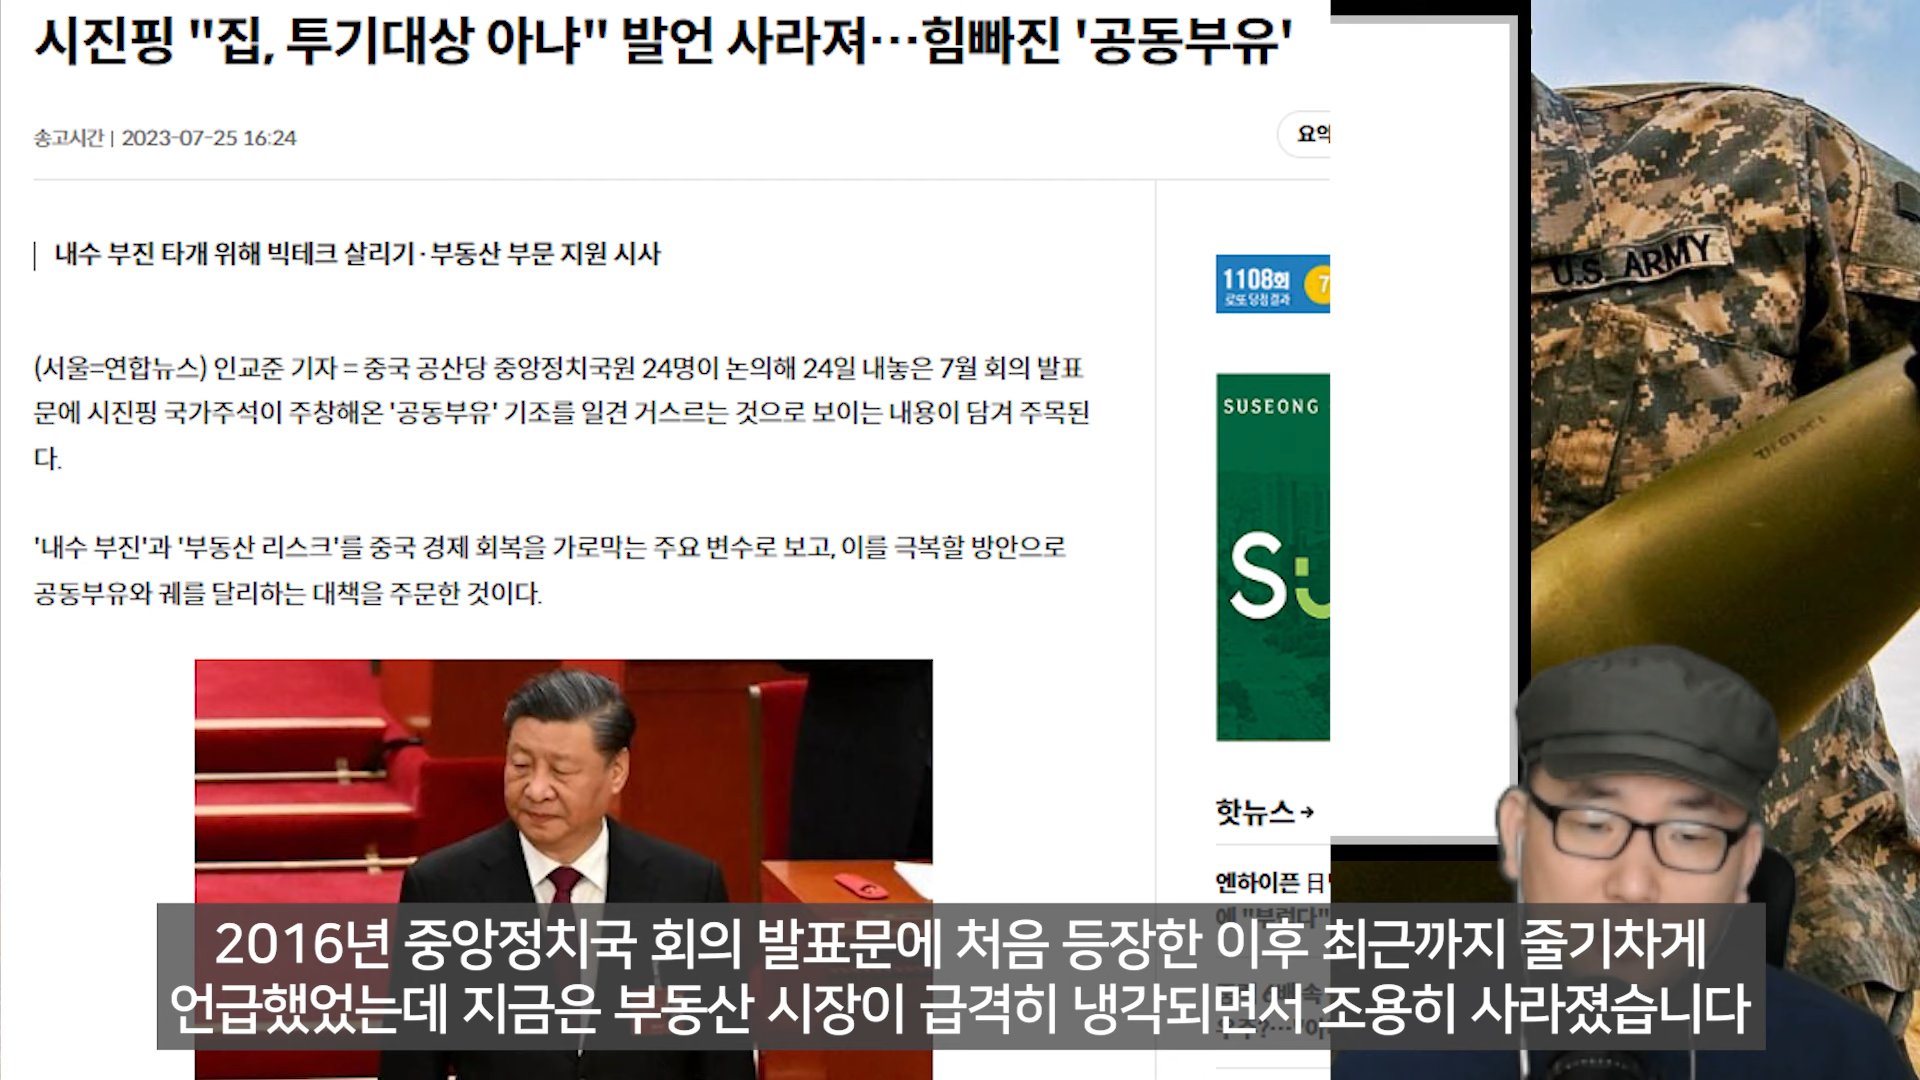 시진핑 "집, 투기대상 아냐" 발언 사라져…힘빠진 '공동부유'
송고시간 | 2023-07-25 16:24
요약
내수 부진 타개 위해 빅테크 살리기·부동산 부문 지원 시사
(서울=연합뉴스) 인교준 기자 = 중국 공산당 중앙정치국원 24명이 논의해 24일 내놓은 7월 회의 발표
문에 시진핑 국가주석이 주창해온 '공동부유' 기조를 일견 거스르는 것으로 보이는 내용이 담겨 주목된
다.
'내수 부진'과 '부동산 리스크'를 중국 경제 회복을 가로막는 주요 변수로 보고, 이를 극복할 방안으로
공동부유와 궤를 달리하는 대책을 주문한 것이다.
1108회
로또당첨결과
7
SUSEONG
핫뉴스
엔하이픈 日
에 "부럽다"
U.S. ARMY
2016년 중앙정치국 회의 발표문에 처음 등장한 이후 최근까지 줄기차게
언급했었는데 지금은 부동산 시장이 급격히 냉각되면서 조용히 사라졌습니다